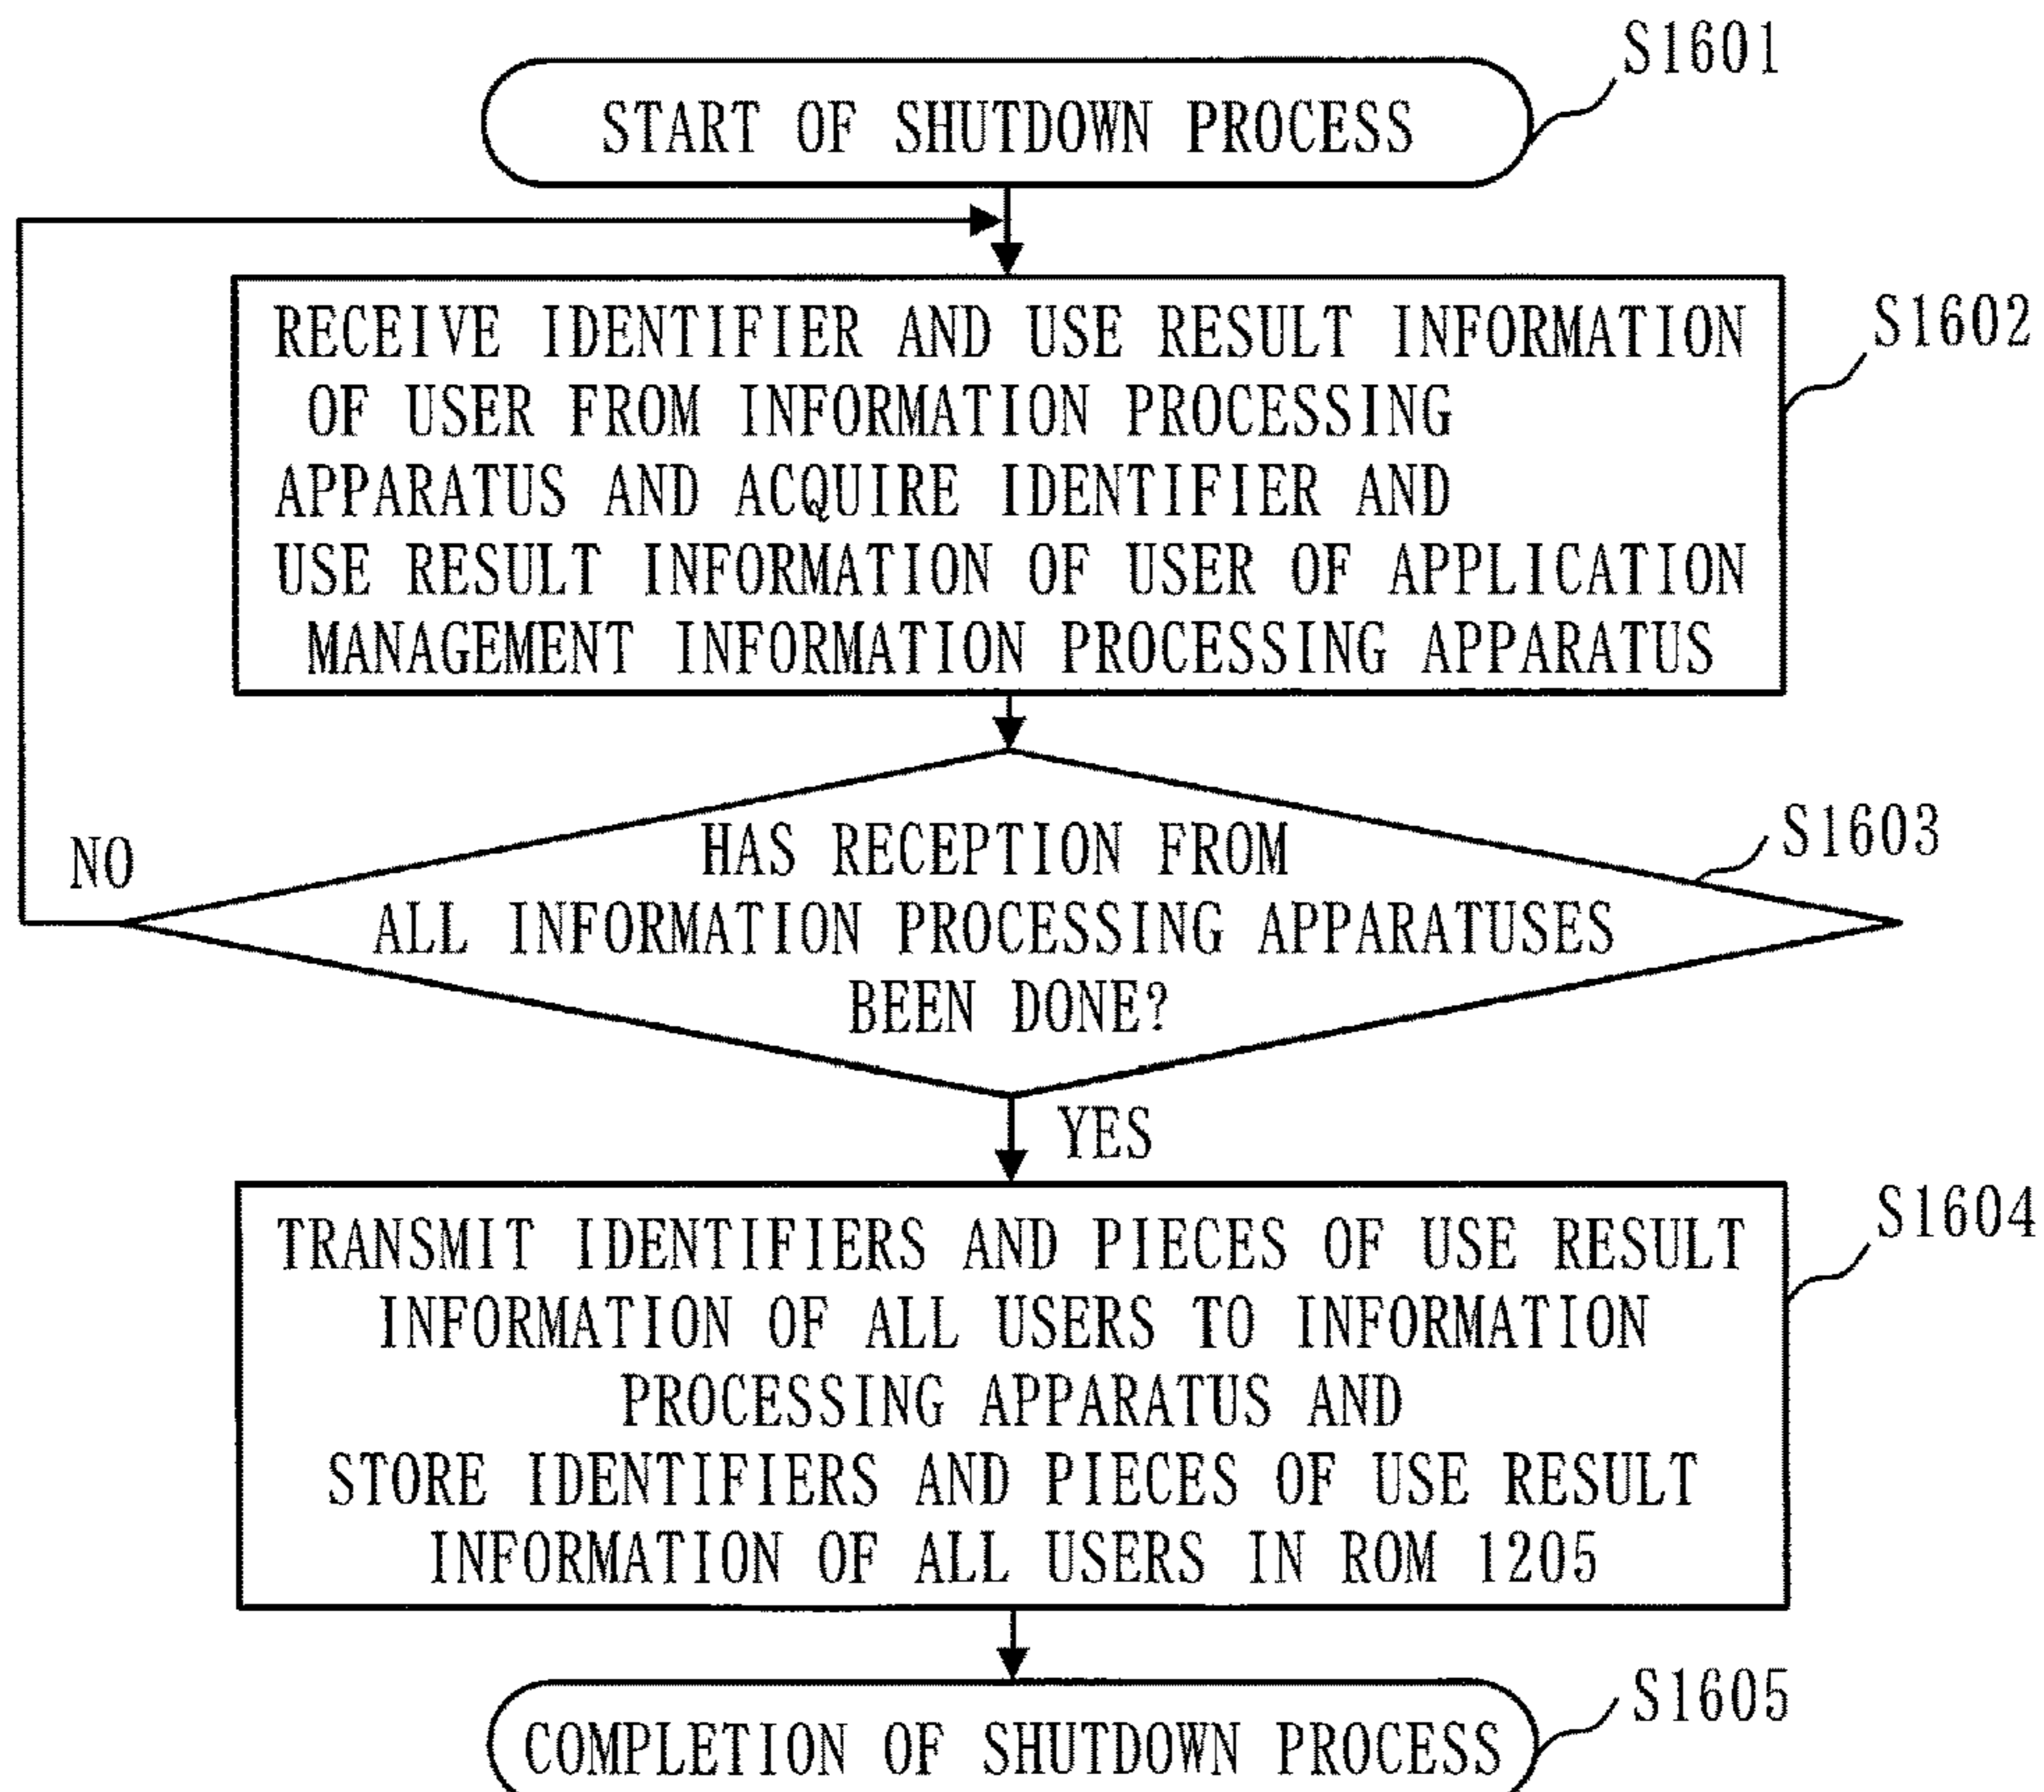 S1601
START OF SHUTDOWN PROCESS
S1602
RECEIVE IDENTIFIER AND USE RESULT INFORMATION
OF USER FROM INFORMATION PROCESSING
APPARATUS AND ACQUIRE IDENTIFIER AND
USE RESULT INFORMATION OF USER OF APPLICATION
MANAGEMENT INFORMATION PROCESSING APPARATUS
S1603
NO
HAS RECEPTION FROM
ALL INFORMATION PROCESSING APPARATUSES
BEEN DONE?
YES
S1604
TRANSMIT IDENTIFIERS AND PIECES OF USE RESULT
INFORMATION OF ALL USERS TO INFORMATION
PROCESSING APPARATUS AND
STORE IDENTIFIERS AND PIECES OF USE RESULT
INFORMATION OF ALL USERS IN ROM 1205
S1605
COMPLETION OF SHUTDOWN PROCESS